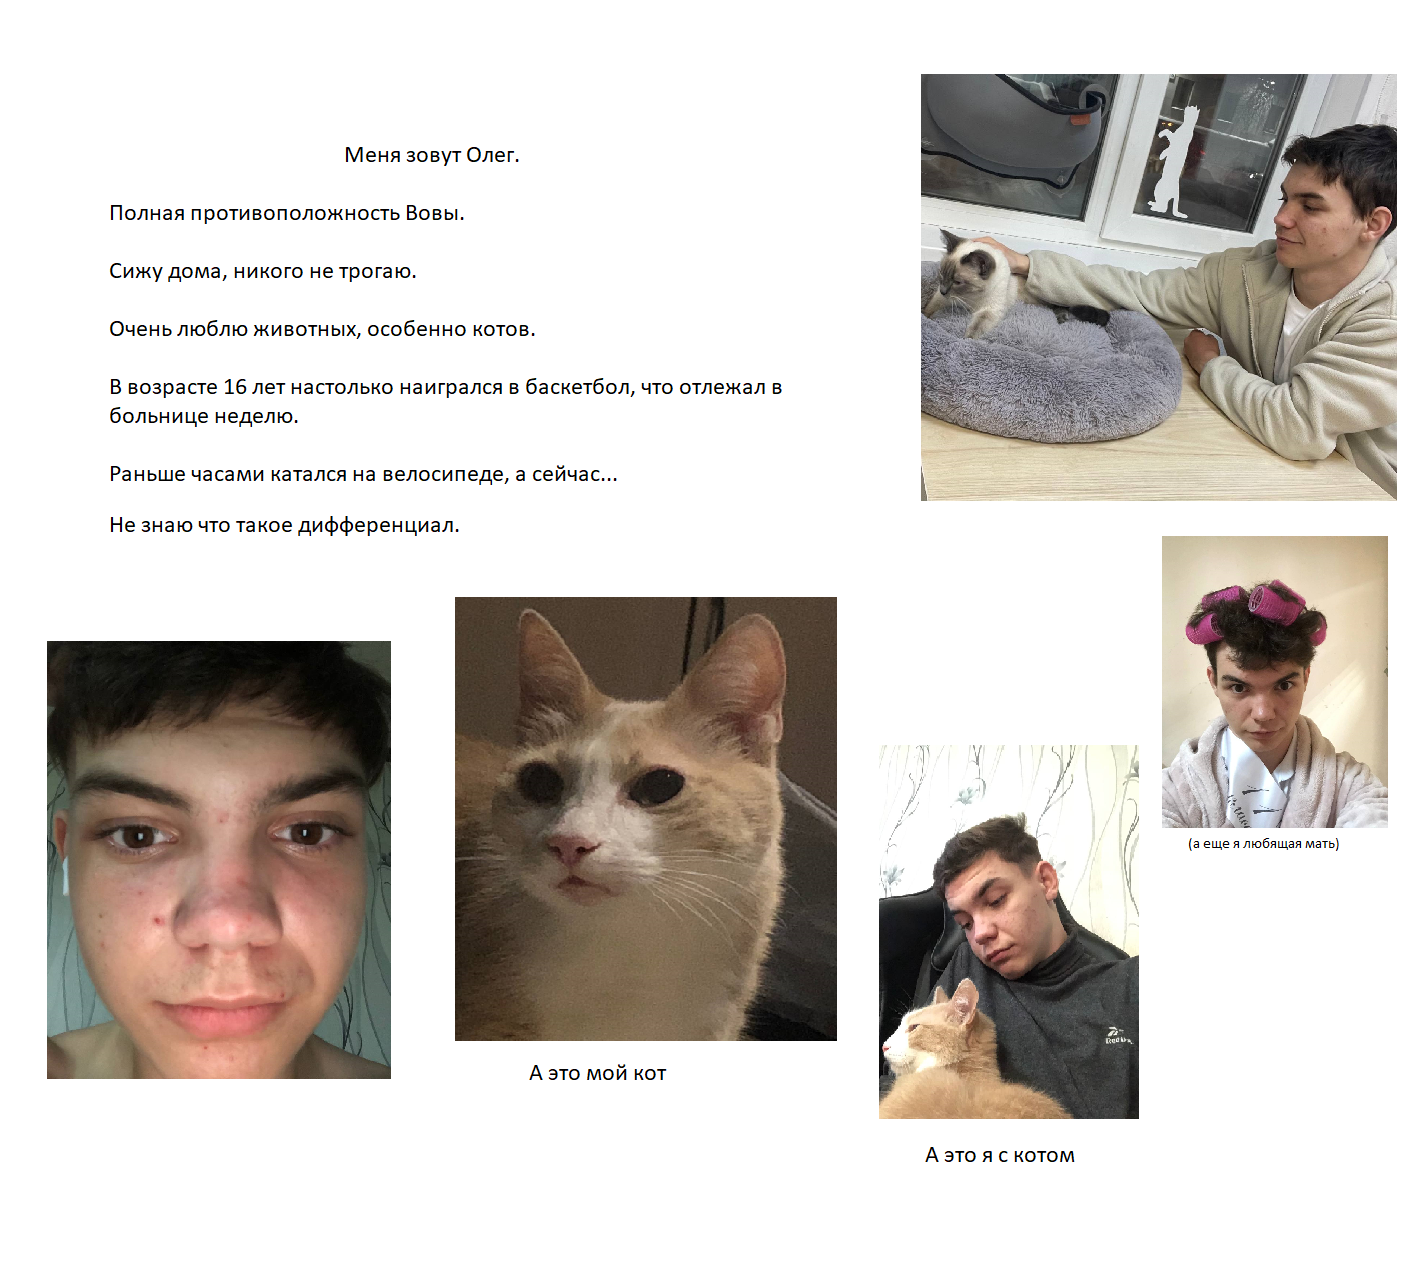 Меня зовут Олег.
Полная противоположность Вовы.
Сижу дома, никого не трогаю.
Очень люблю животных, особенно котов.
В возрасте 16 лет настолько наигрался в баскетбол, что отлежал в
больнице неделю.
Раньше часами катался на велосипеде, а сейчас...
Не знаю что такое дифференциал.
(а еще я любящая мать)
А это мой кот
А это я с котом